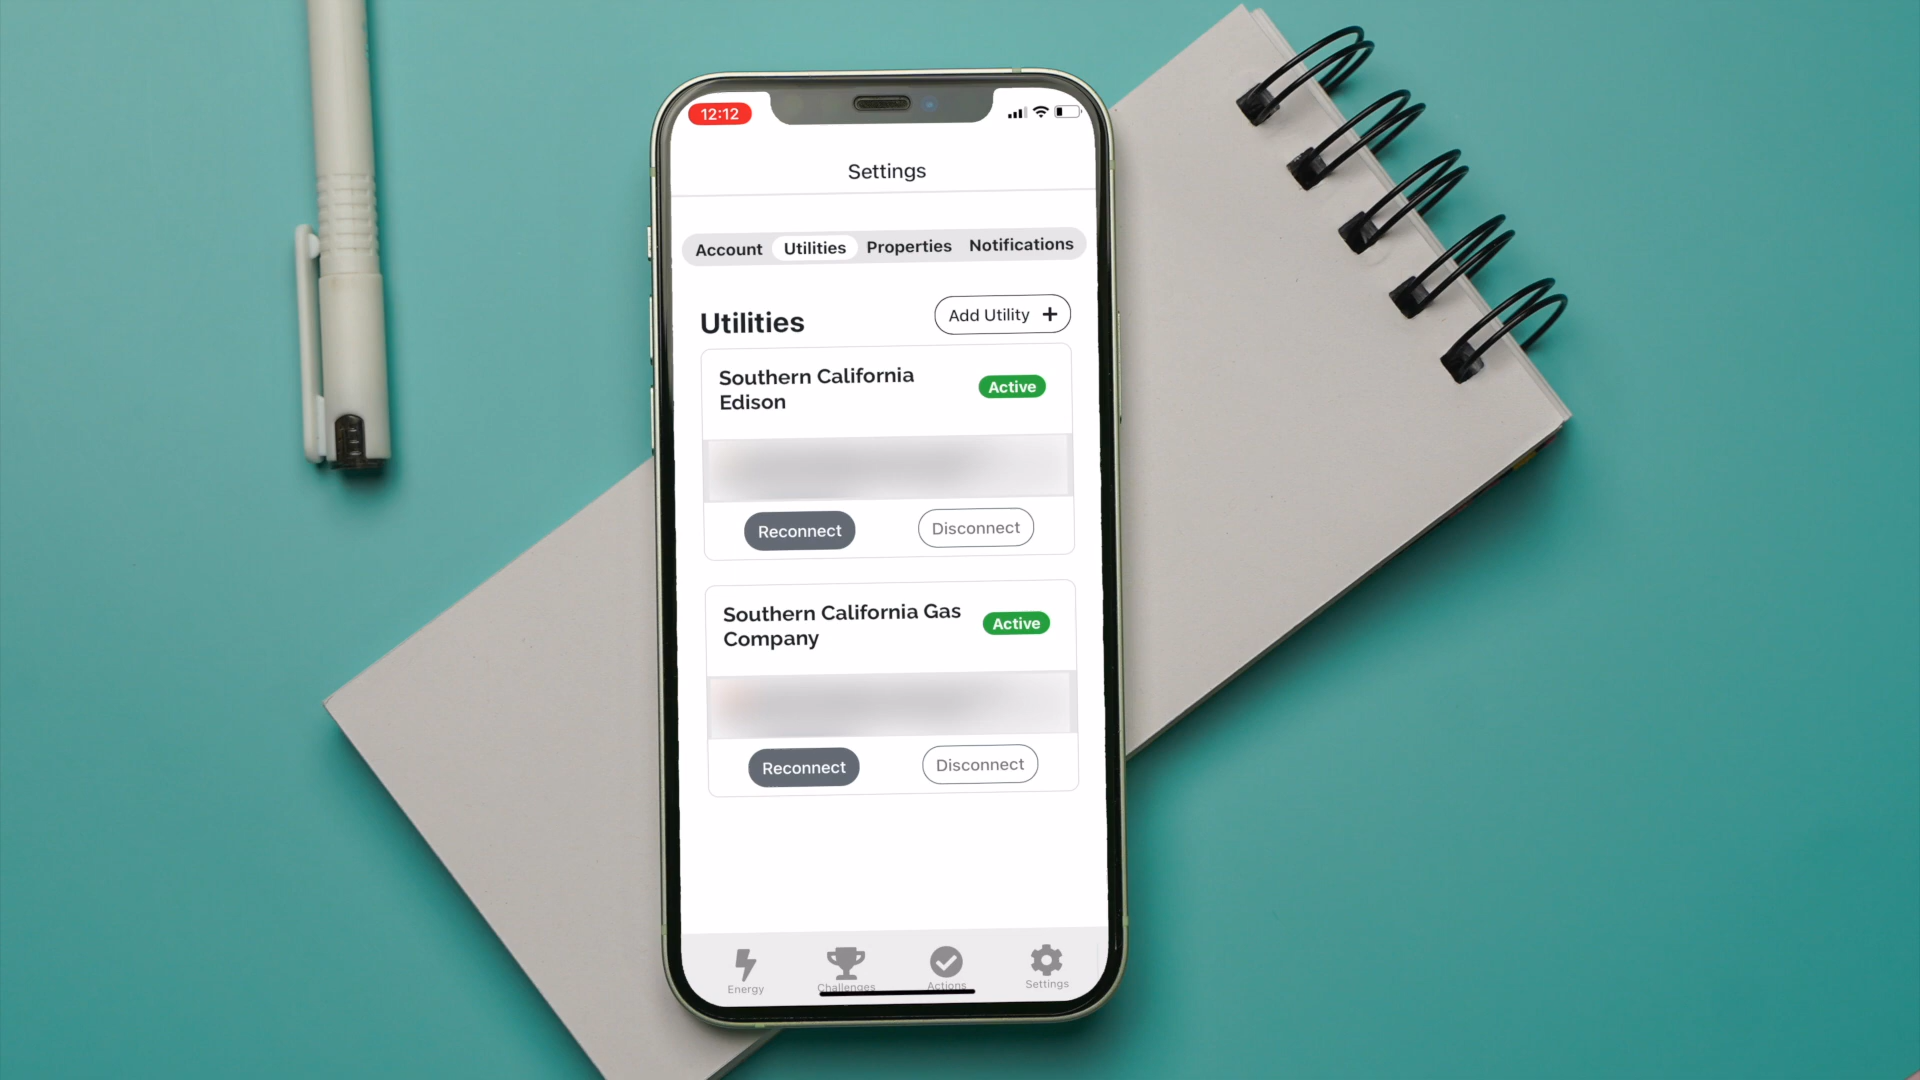 12:12
Settings
Account Utilities Properties Notifications
Utilities
Add Utility +
Southern California
Edison
Active
Reconnect Disconnect
Southern California Gas
Company
Active
Reconnect Disconnect
Energy Challenges Actions Settings